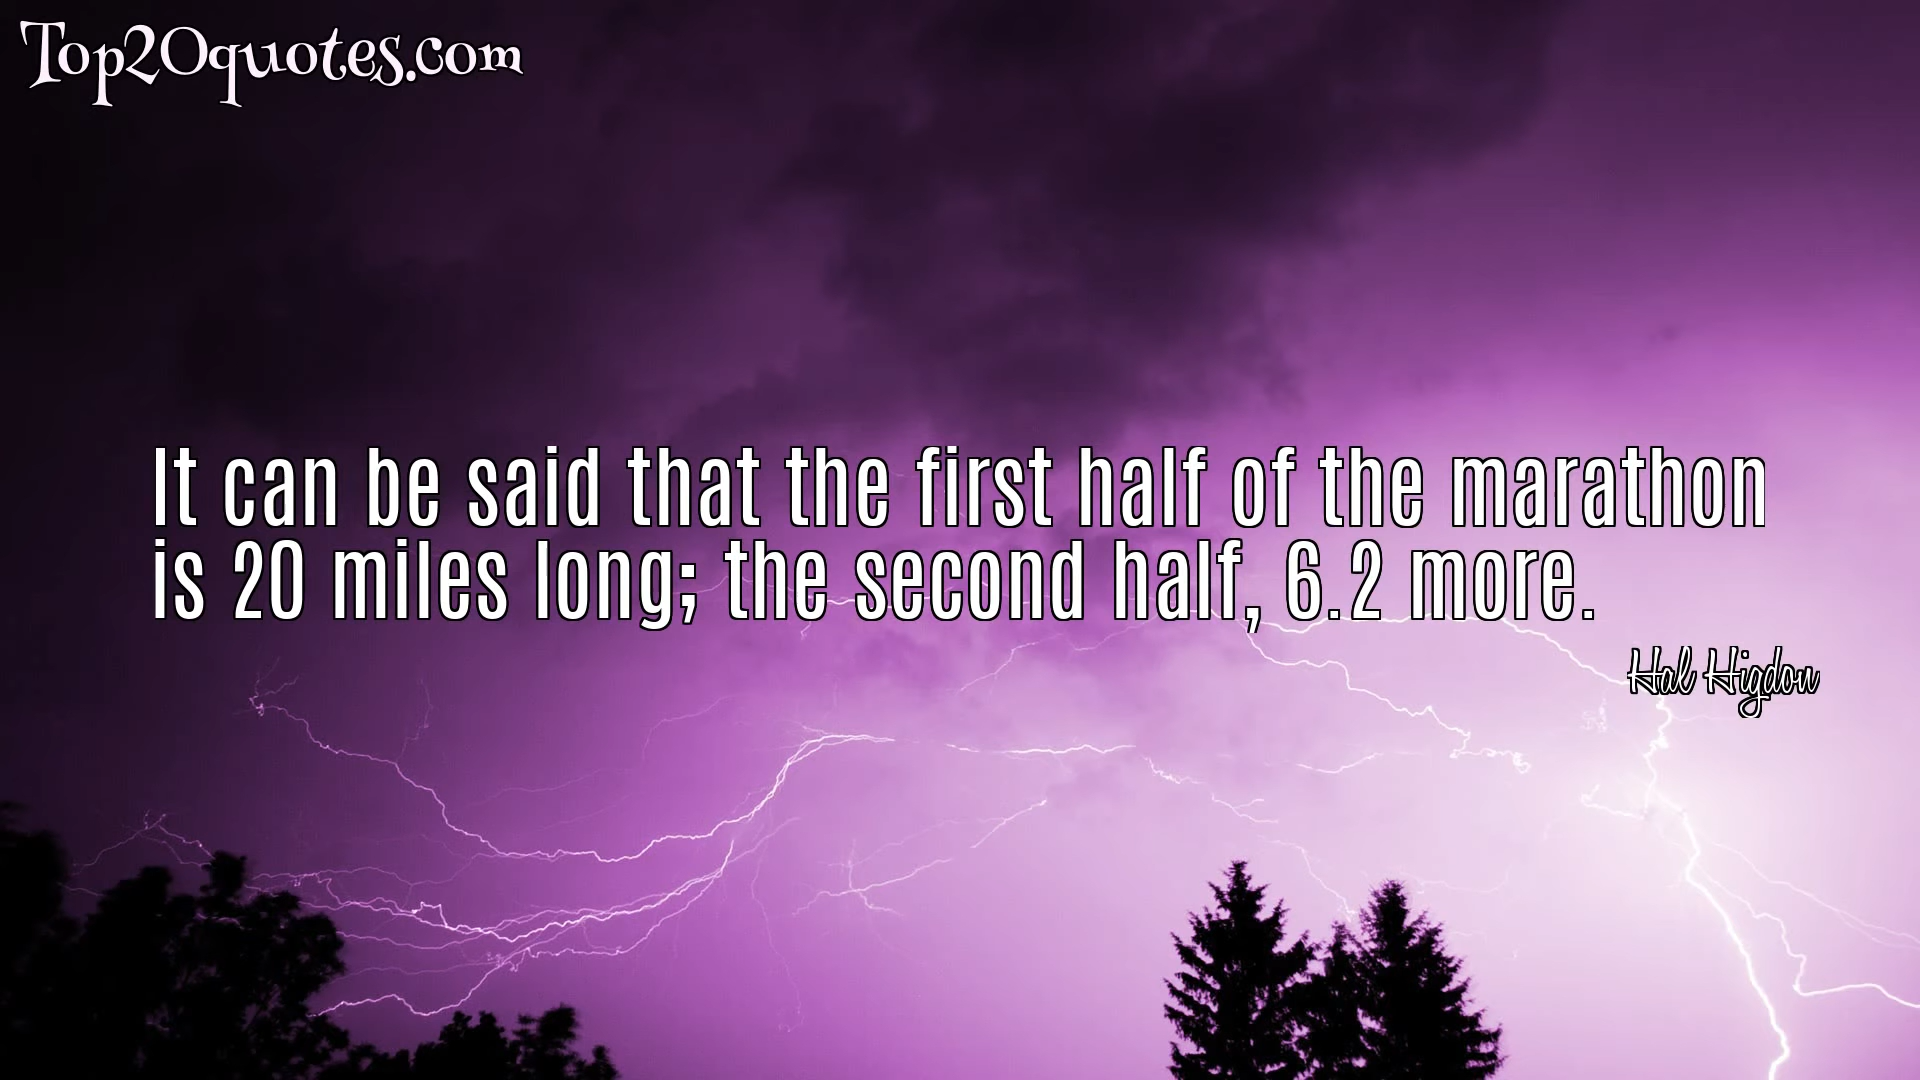 Top20quotes.com
It can be said that the first half of the marathon
is 20 miles long; the second half, 6.2 more.
Hal Higdon